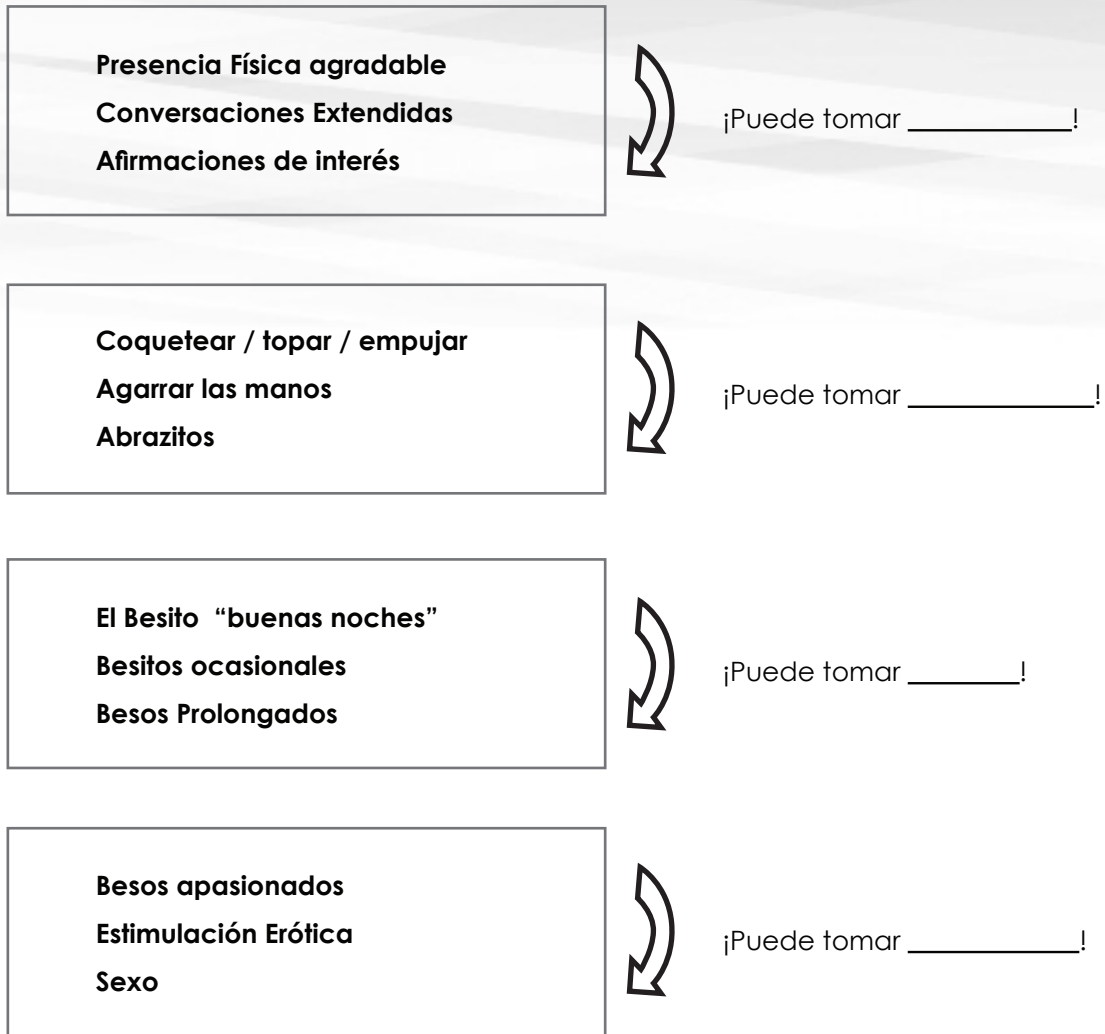 Presencia Física agradable
Conversaciones Extendidas
Afirmaciones de interés
¡Puede tomar ___________!
Coquetear / topar / empujar
Agarrar las manos
Abrazitos
¡Puede tomar ____________!
El Besito “buenas noches”
Besitos ocasionales
Besos Prolongados
¡Puede tomar _______!
Besos apasionados
Estimulación Erótica
Sexo
¡Puede tomar ___________!